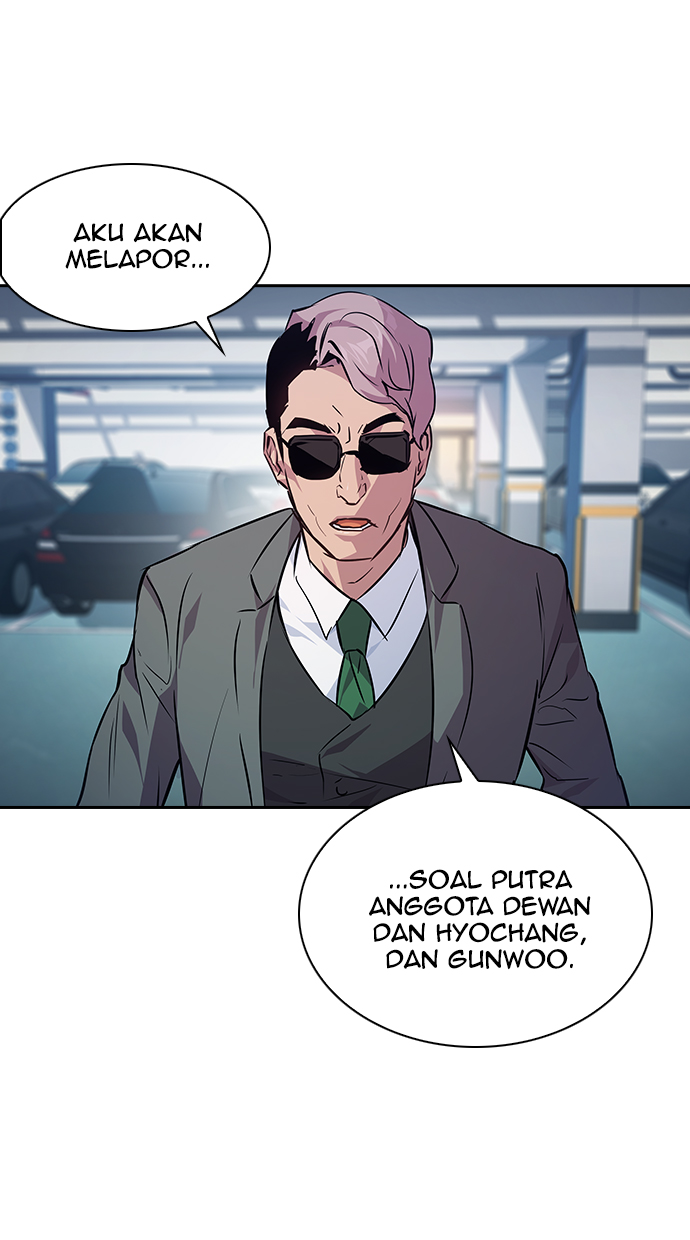 AKU AKAN
MELAPOR...
...SOAL PUTRA
ANGGOTA DEWAN
DAN HYOCHANG,
DAN GUNWOO.